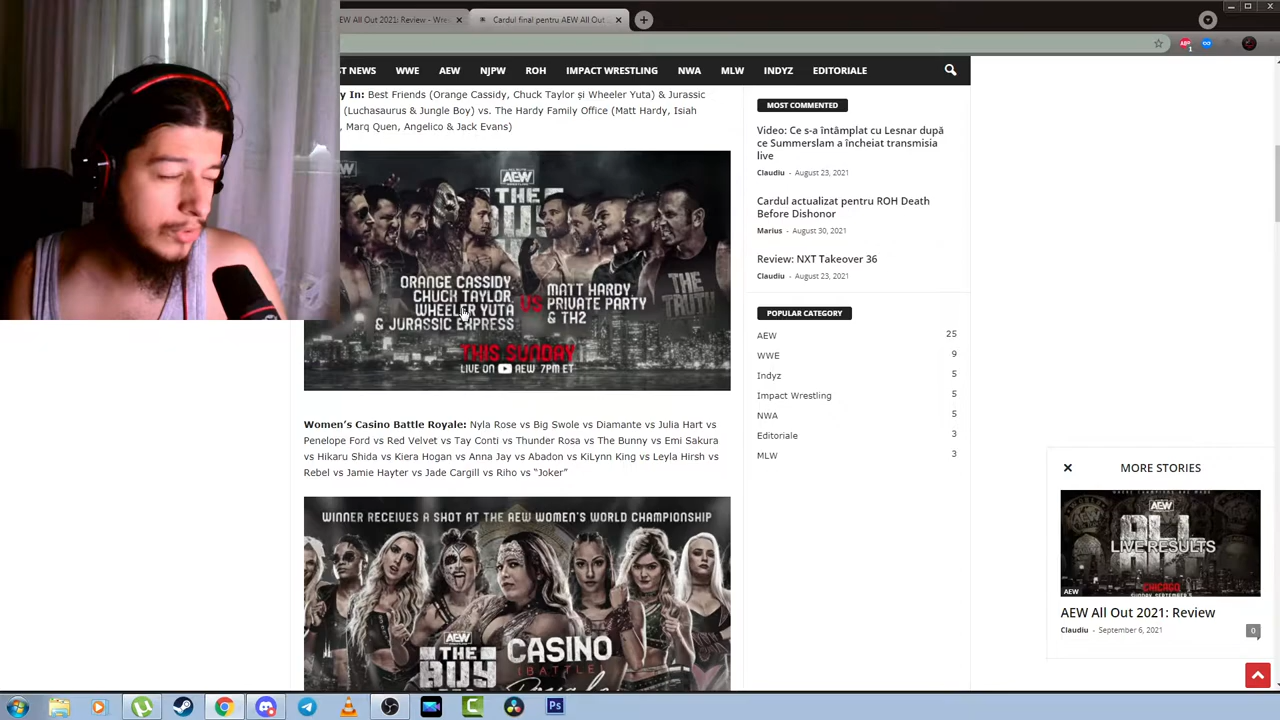 AEW All Out 2021: Review - Wre
Cardul final pentru AEW All Out
ST NEWS WWE AEW NJPW ROH IMPACT WRESTLING NWA MLW INDYZ EDITORIALE
y In: Best Friends (Orange Cassidy, Chuck Taylor și Wheeler Yuta) & Jurassic
(Luchasaurus & Jungle Boy) vs. The Hardy Family Office (Matt Hardy, Isiah
, Marq Quen, Angelico & Jack Evans)
AEW
THE
ORANGE CASSIDY,
CHUCK TAYLOR,
WHEELER YUTA
& JURASSIC EXPRESS
VS
MATT HARDY
PRIVATE PARTY
& TH2
THE TRUTH
THIS SUNDAY
LIVE ON AEW 7PM ET
Women's Casino Battle Royale: Nyla Rose vs Big Swole vs Diamante vs Julia Hart vs
Penelope Ford vs Red Velvet vs Tay Conti vs Thunder Rosa vs The Bunny vs Emi Sakura
vs Hikaru Shida vs Kiera Hogan vs Anna Jay vs Abadon vs KiLynn King vs Leyla Hirsh vs
Rebel vs Jamie Hayter vs Jade Cargill vs Riho vs "Joker"
WINNER RECEIVES A SHOT AT THE AEW WOMEN'S WORLD CHAMPIONSHIP
AEW
THE
BUY
CASINO
BATTLE
MOST COMMENTED
Video: Ce s-a întâmplat cu Lesnar după
ce Summerslam a încheiat transmisia
live
Claudiu - August 23, 2021
Cardul actualizat pentru ROH Death
Before Dishonor
Marius - August 30, 2021
Review: NXT Takeover 36
Claudiu - August 23, 2021
POPULAR CATEGORY
AEW 25
WWE 9
Indyz 5
Impact Wrestling 5
NWA 5
Editoriale 3
MLW 3
MORE STORIES
AEW
ALL
LIVE RESULTS
CHICAGO
AEW
AEW All Out 2021: Review
Claudiu - September 6, 2021
0